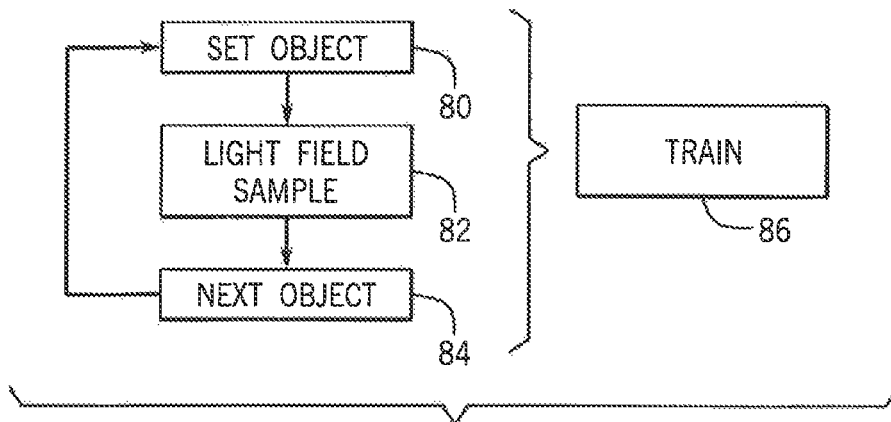 SET OBJECT
80
LIGHT FIELD
SAMPLE
82
NEXT OBJECT
84
TRAIN
86